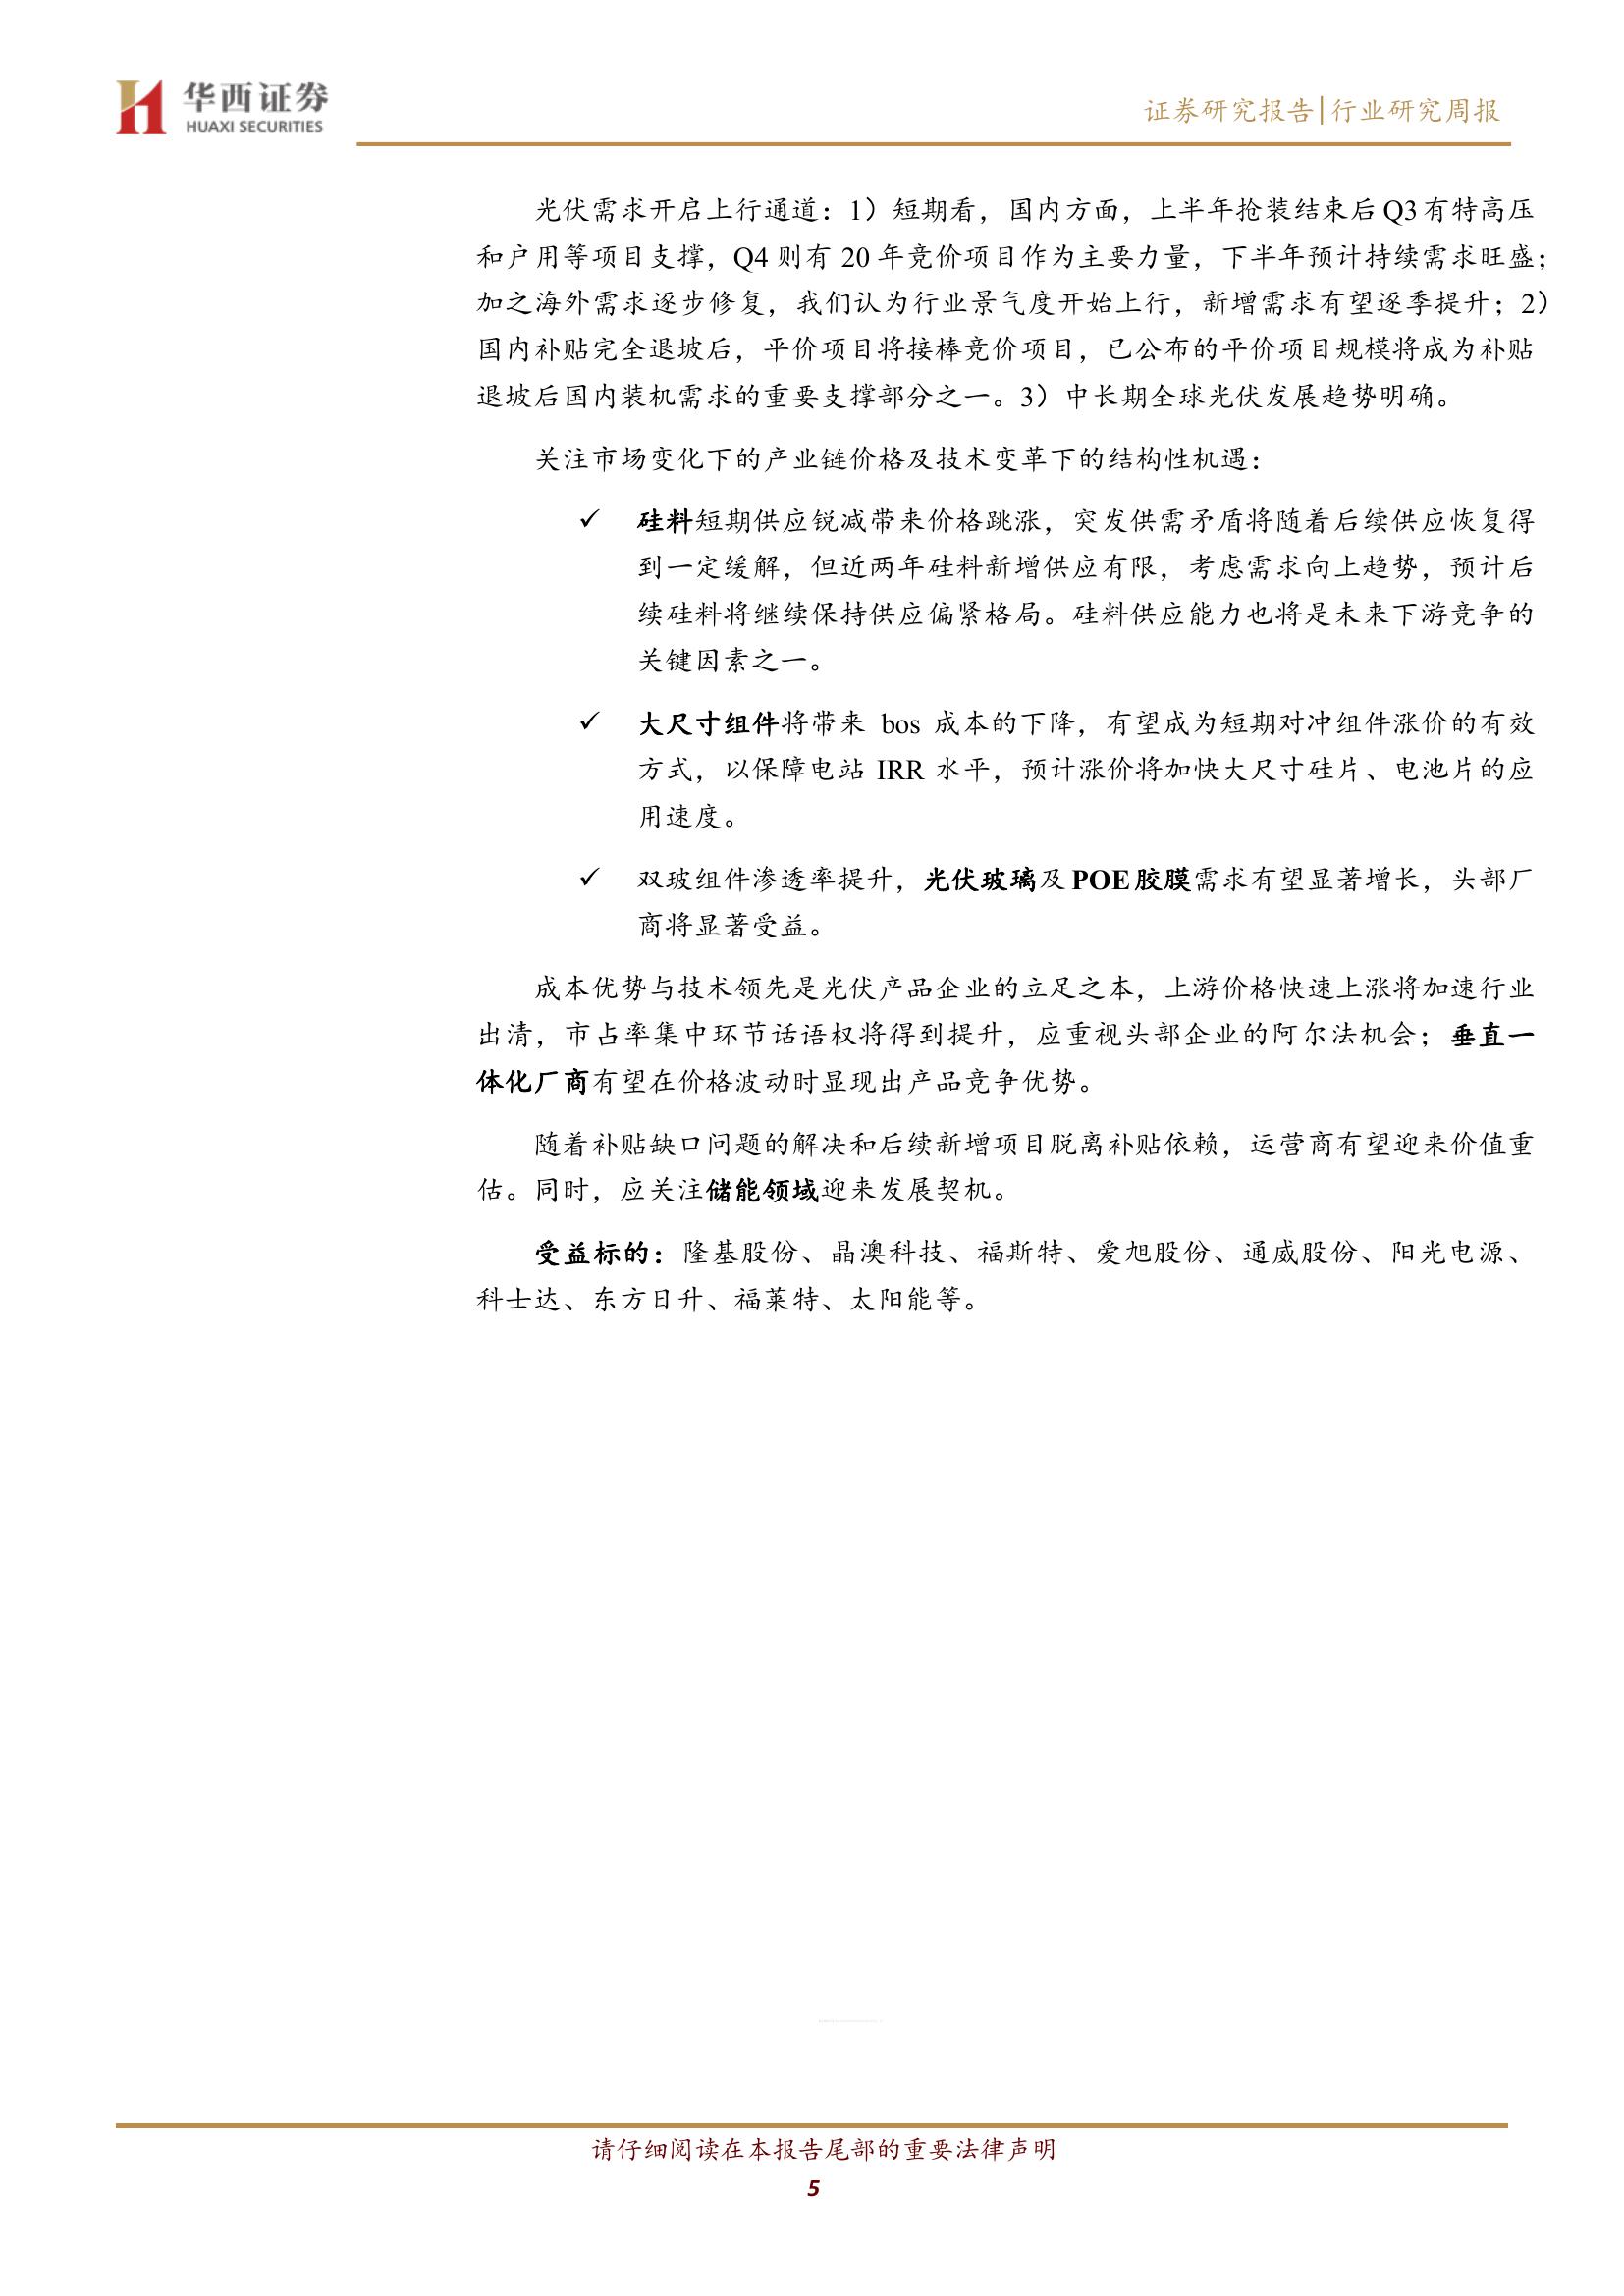 华西证券
HUAXI SECURITIES
证券研究报告|行业研究周报
光伏需求开启上行通道：1）短期看，国内方面，上半年抢装结束后 Q3 有特高压
和户用等项目支撑，Q4 则有 20 年竞价项目作为主要力量，下半年预计持续需求旺盛；
加之海外需求逐步修复，我们认为行业景气度开始上行，新增需求有望逐季提升；2）
国内补贴完全退坡后，平价项目将接棒竞价项目，已公布的平价项目规模将成为补贴
退坡后国内装机需求的重要支撑部分之一。3）中长期全球光伏发展趋势明确。
关注市场变化下的产业链价格及技术变革下的结构性机遇：
✓ 硅料短期供应锐减带来价格跳涨，突发供需矛盾将随着后续供应恢复得
到一定缓解，但近两年硅料新增供应有限，考虑需求向上趋势，预计后
续硅料将继续保持供应偏紧格局。硅料供应能力也将是未来下游竞争的
关键因素之一。
✓ 大尺寸组件将带来 bos 成本的下降，有望成为短期对冲组件涨价的有效
方式，以保障电站 IRR 水平，预计涨价将加快大尺寸硅片、电池片的应
用速度。
✓ 双玻组件渗透率提升，光伏玻璃及 POE 胶膜需求有望显著增长，头部厂
商将显著受益。
成本优势与技术领先是光伏产品企业的立足之本，上游价格快速上涨将加速行业
出清，市占率集中环节话语权将得到提升，应重视头部企业的阿尔法机会；垂直一
体化厂商有望在价格波动时显现出产品竞争优势。
随着补贴缺口问题的解决和后续新增项目脱离补贴依赖，运营商有望迎来价值重
估。同时，应关注储能领域迎来发展契机。
受益标的：隆基股份、晶澳科技、福斯特、爱旭股份、通威股份、阳光电源、
科士达、东方日升、福莱特、太阳能等。
请仔细阅读在本报告尾部的重要法律声明
5